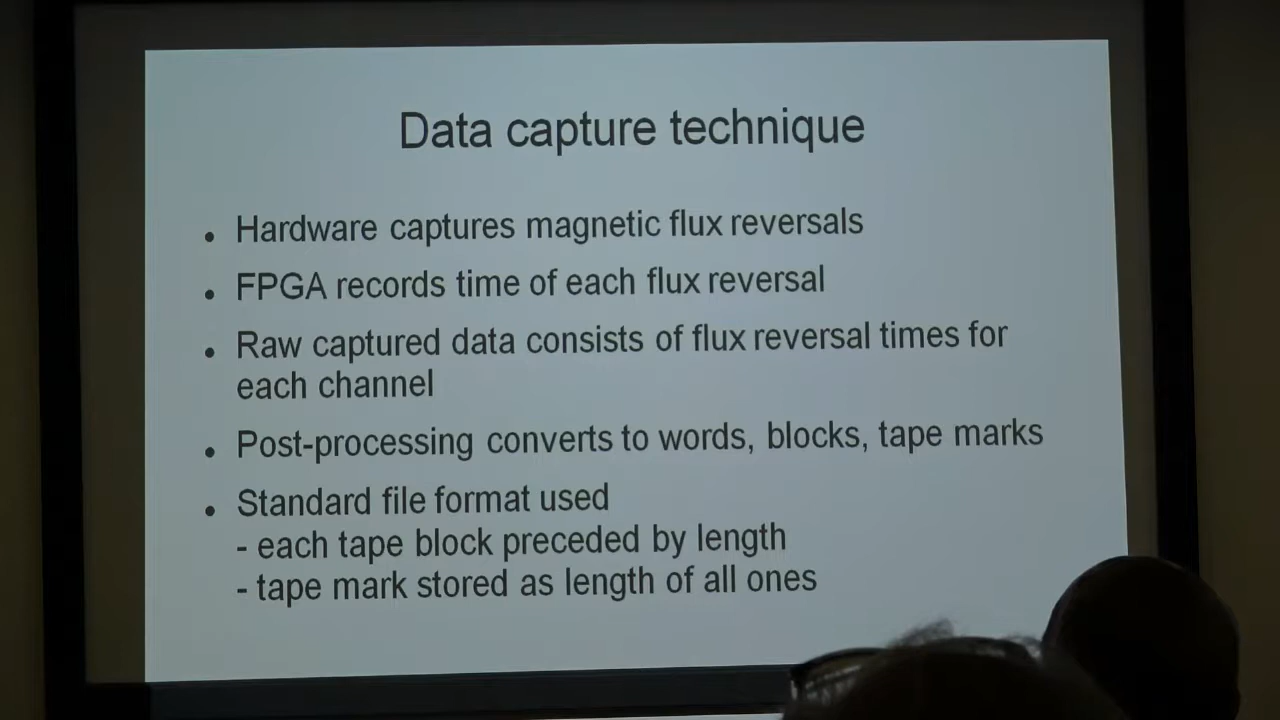 Data capture technique
• Hardware captures magnetic flux reversals
• FPGA records time of each flux reversal
• Raw captured data consists of flux reversal times for
each channel
• Post-processing converts to words, blocks, tape marks
• Standard file format used
- each tape block preceded by length
- tape mark stored as length of all ones